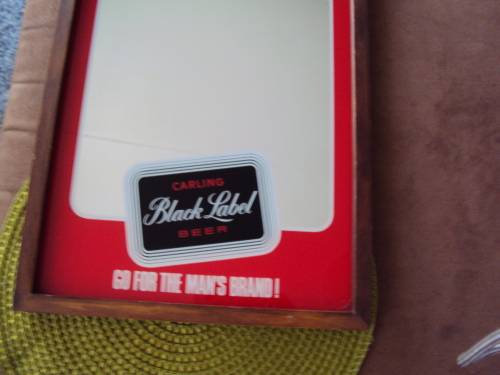 CARLING
Black Label
BEER
GO FOR THE MAN'S BRAND!